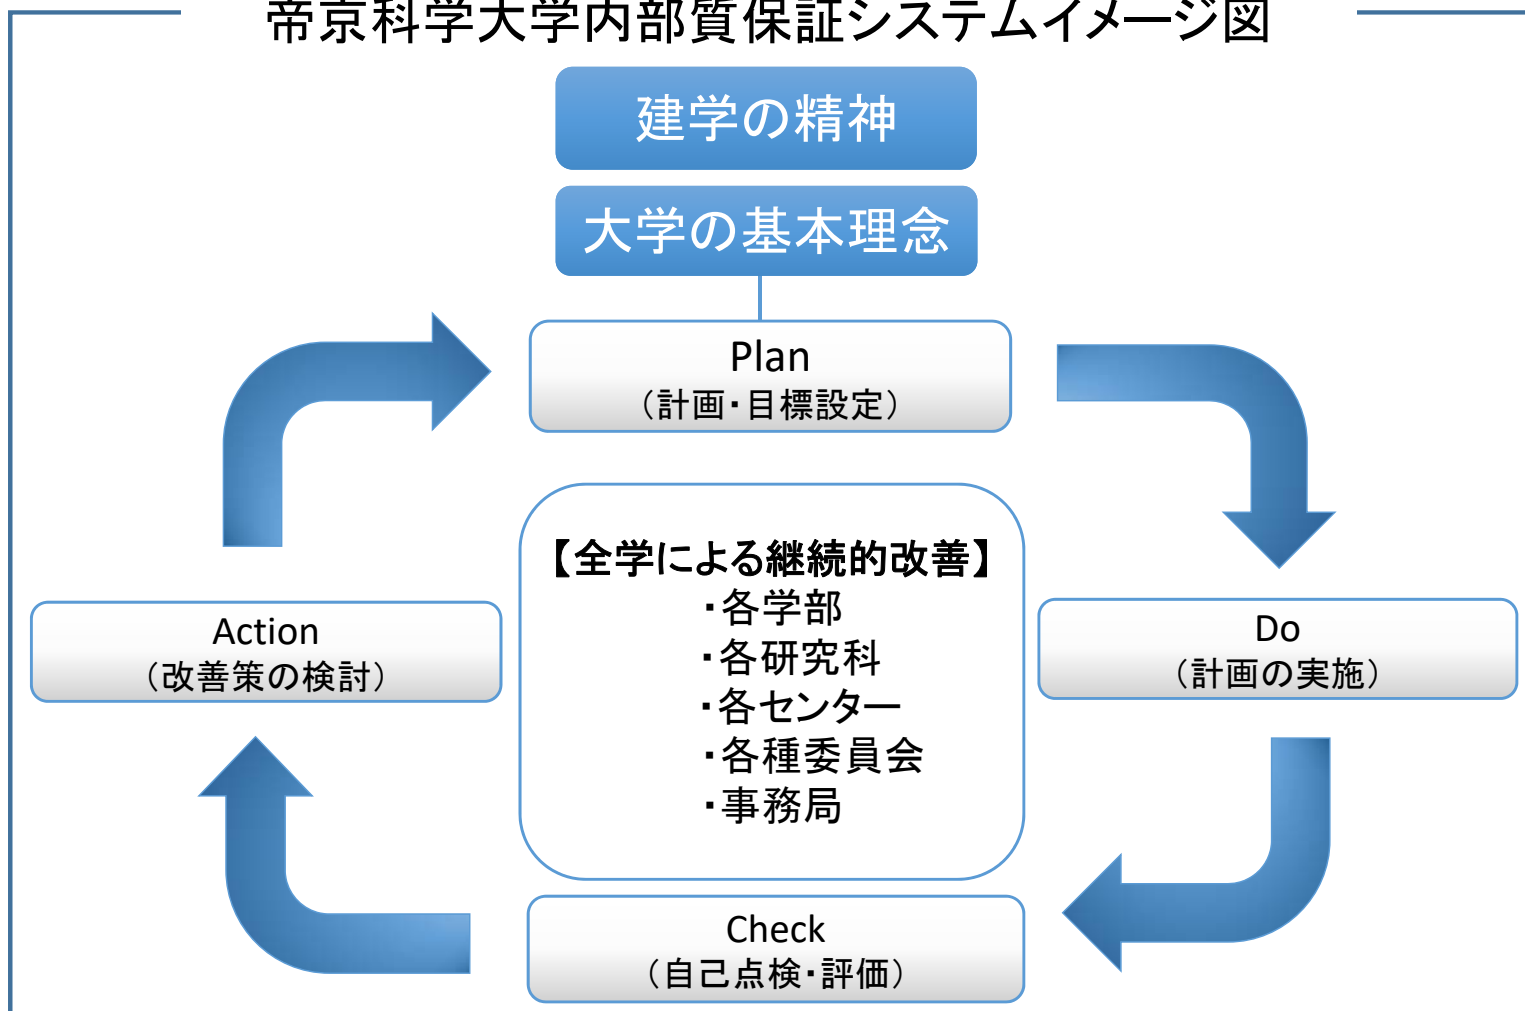 帝京科学大学内部質保証システムイメージ図
建学の精神
大学の基本理念
Plan
（計画・目標設定）
【全学による継続的改善】
・各学部
・各研究科
・各センター
・各種委員会
・事務局
Action
（改善策の検討）
Do
（計画の実施）
Check
（自己点検・評価）